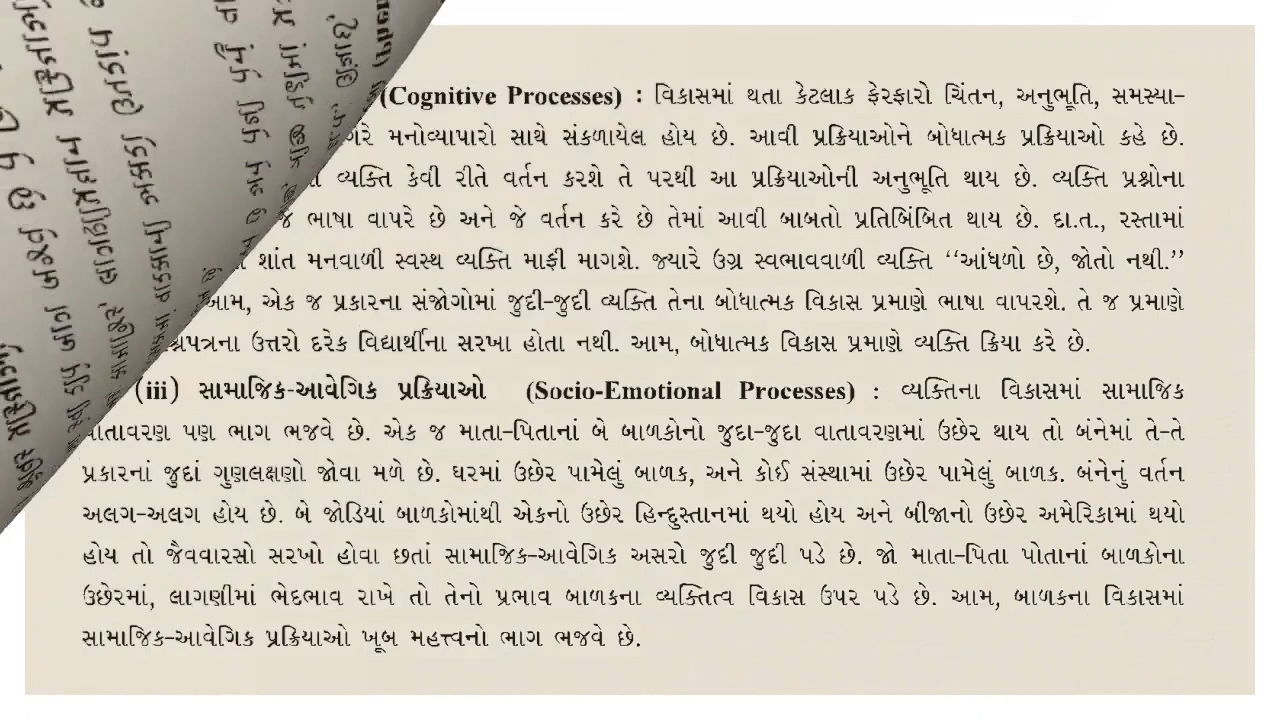 (Cognitive Processes) : વિકાસમાં થતા કેટલાક ફેરફારો ચિંતન, અનુભૂતિ, સમસ્યા-
મનોવ્યાપારો સાથે સંકળાયેલ હોય છે. આવી પ્રક્રિયાઓને બોધાત્મક પ્રક્રિયાઓ કહે છે.
વ્યક્તિ કેવી રીતે વર્તન કરશે તે પરથી આ પ્રક્રિયાઓની અનુભૂતિ થાય છે. વ્યક્તિ પ્રશ્નોના
જ ભાષા વાપરે છે અને જે વર્તન કરે છે તેમાં આવી બાબતો પ્રતિબિંબિત થાય છે. દા.ત., રસ્તામાં
શાંત મનવાળી સ્વસ્થ વ્યક્તિ માફી માગશે. જ્યારે ઉગ્ર સ્વભાવવાળી વ્યક્તિ ‘‘આંધળો છે, જોતો નથી.’’
આમ, એક જ પ્રકારના સંજોગોમાં જુદી-જુદી વ્યક્તિ તેના બોધાત્મક વિકાસ પ્રમાણે ભાષા વાપરશે. તે જ પ્રમાણે
ઉત્તરો દરેક વિદ્યાર્થીના સરખા હોતા નથી. આમ, બોધાત્મક વિકાસ પ્રમાણે વ્યક્તિ ક્રિયા કરે છે.
(iii) સામાજિક-આવેગિક પ્રક્રિયાઓ (Socio-Emotional Processes) : વ્યક્તિના વિકાસમાં સામાજિક
વાતાવરણ પણ ભાગ ભજવે છે. એક જ માતા-પિતાનાં બે બાળકોનો જુદા-જુદા વાતાવરણમાં ઉછેર થાય તો બંનેમાં તે-તે
પ્રકારનાં જુદાં ગુણલક્ષણો જોવા મળે છે. ઘરમાં ઉછેર પામેલું બાળક, અને કોઈ સંસ્થામાં ઉછેર પામેલું બાળક. બંનેનું વર્તન
અલગ-અલગ હોય છે. બે જોડિયાં બાળકોમાંથી એકનો ઉછેર હિન્દુસ્તાનમાં થયો હોય અને બીજાનો ઉછેર અમેરિકામાં થયો
હોય તો જૈવવારસો સરખો હોવા છતાં સામાજિક-આવેગિક અસરો જુદી જુદી પડે છે. જો માતા-પિતા પોતાનાં બાળકોના
ઉછેરમાં, લાગણીમાં ભેદભાવ રાખે તો તેનો પ્રભાવ બાળકના વ્યક્તિત્વ વિકાસ ઉપર પડે છે. આમ, બાળકના વિકાસમાં
સામાજિક-આવેગિક પ્રક્રિયાઓ ખૂબ મહત્ત્વનો ભાગ ભજવે છે.